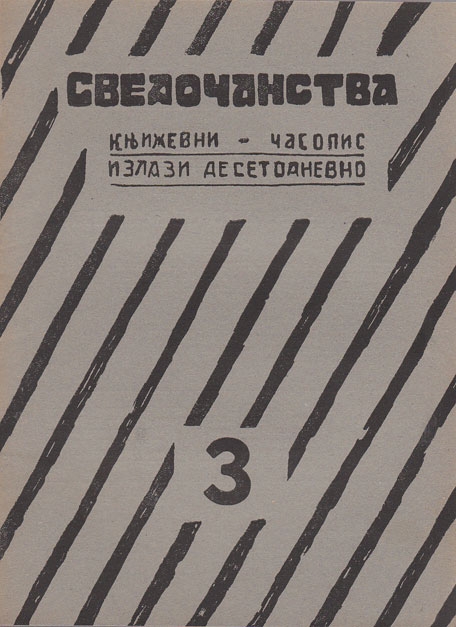 СВЕДОЧАНСТВА
КЊИЖЕВНИ - ЧАСОПИС
ИЗЛАЗИ ДЕСЕТОДНЕВНО
3